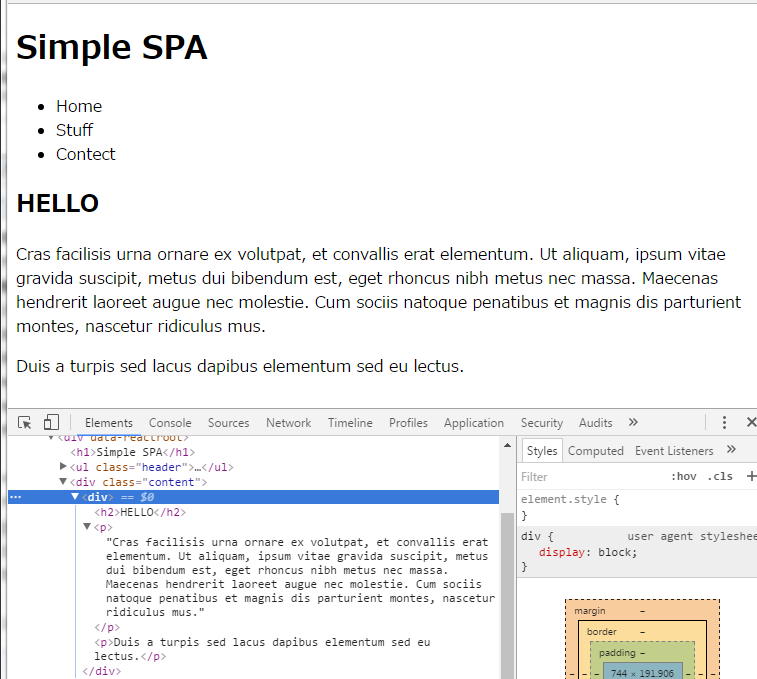 Simple SPA
Home
Stuff
Contect
HELLO
Cras facilisis urna ornare ex volutpat, et convallis erat elementum. Ut aliquam, ipsum vitae
gravida suscipit, metus dui bibendum est, eget rhoncus nibh metus nec massa. Maecenas
hendrerit laoreet augue nec molestie. Cum sociis natoque penatibus et magnis dis parturient
montes, nascetur ridiculus mus.
Duis a turpis sed lacus dapibus elementum sed eu lectus.
Elements Console Sources Network Timeline Profiles Application Security Audits »
<div data-reactroot>
<h1>Simple SPA</h1>
<ul class="header">…</ul>
<div class="content">
<div> == $0
<h2>HELLO</h2>
<p>
"Cras facilisis urna ornare ex volutpat, et convallis erat
elementum. Ut aliquam, ipsum vitae gravida suscipit, metus
dui bibendum est, eget rhoncus nibh metus nec massa.
Maecenas hendrerit laoreet augue nec molestie. Cum sociis
natoque penatibus et magnis dis parturient montes, nascetur
ridiculus mus."
</p>
<p>Duis a turpis sed lacus dapibus elementum sed eu
lectus.</p>
</div>
Styles Computed Event Listeners »
Filter :hov .cls +
element.style {
}
div { user agent styleshee
display: block;
}
margin –
border –
padding –
– – – 744 × 191.906 – – –